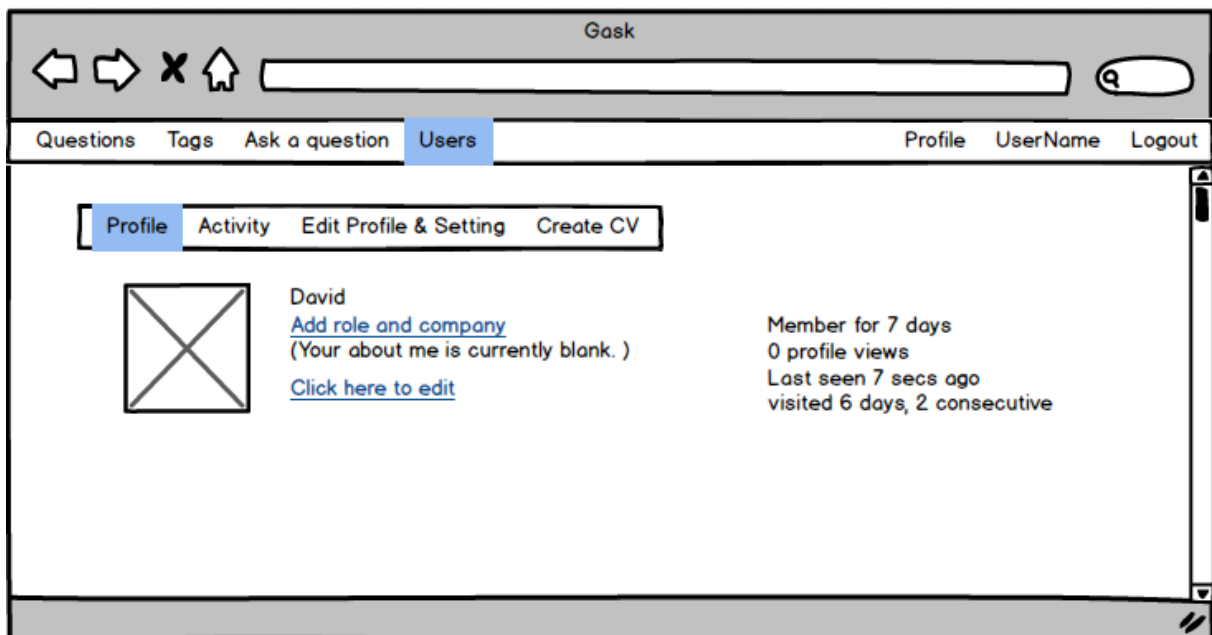 Gask
Questions Tags Ask a question Users Profile UserName Logout
Profile Activity Edit Profile & Setting Create CV
David
Add role and company
(Your about me is currently blank. )
Click here to edit
Member for 7 days
0 profile views
Last seen 7 secs ago
visited 6 days, 2 consecutive